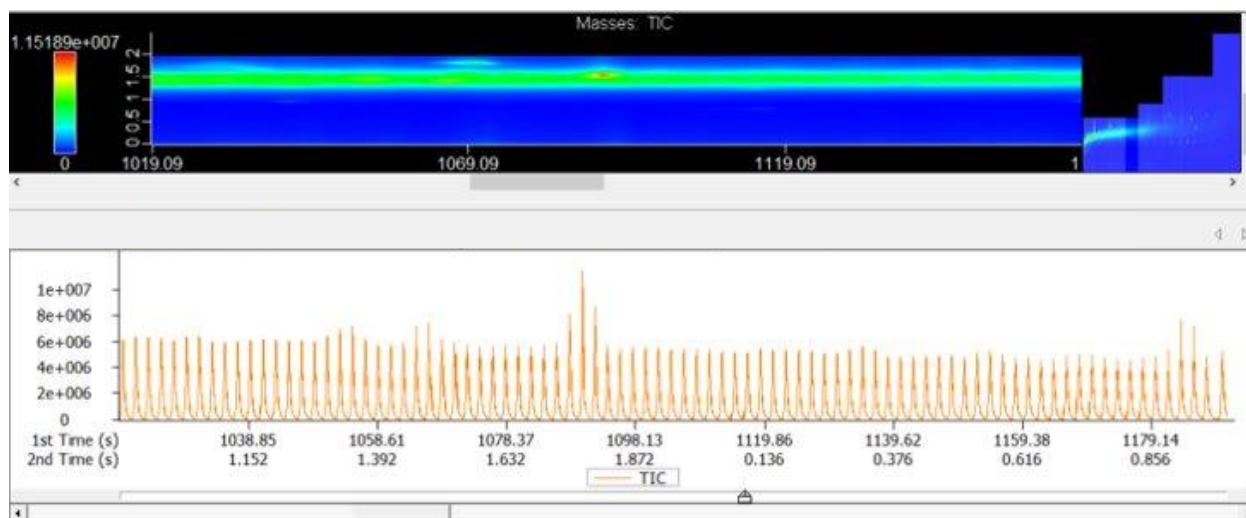 Masses: TIC
1.15189e+007
0
0 0.5 1 1.5 2
1019.09 1069.09 1119.09 1
1e+007
8e+006
6e+006
4e+006
2e+006
0
1st Time (s) 1038.85 1058.61 1078.37 1098.13 1119.86 1139.62 1159.38 1179.14
2nd Time (s) 1.152 1.392 1.632 1.872 0.136 0.376 0.616 0.856
TIC